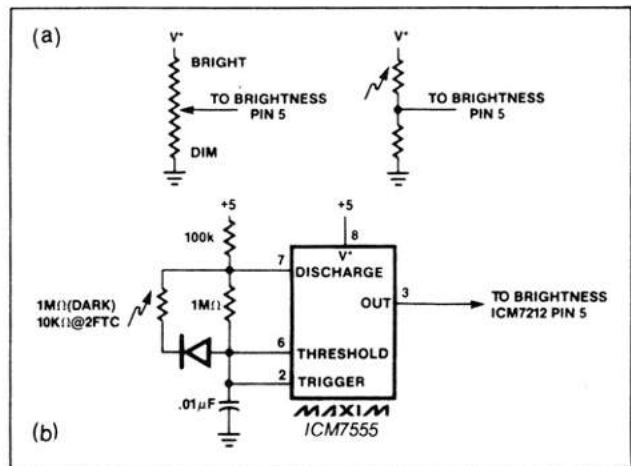 (a)
V+
BRIGHT
TO BRIGHTNESS
PIN 5
DIM
V+
TO BRIGHTNESS
PIN 5
+5
100k
+5
8
V+
7
DISCHARGE
1MΩ(DARK)
10KΩ@2FTC
1MΩ
OUT
3
TO BRIGHTNESS
ICM7212 PIN 5
6
THRESHOLD
2
TRIGGER
.01μF
MAXIM
ICM7555
(b)